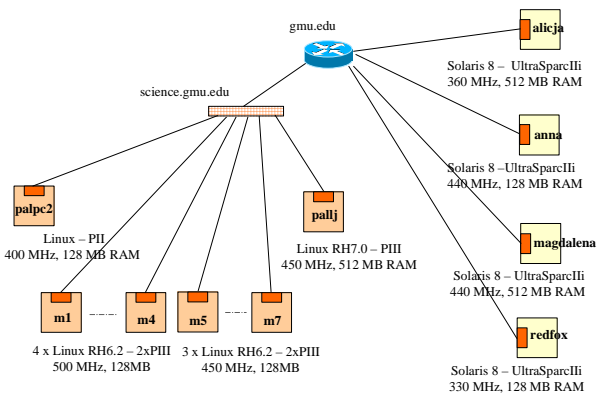 gmu.edu
alicja
Solaris 8 – UltraSparcIIi
360 MHz, 512 MB RAM
science.gmu.edu
anna
Solaris 8 –UltraSparcIIi
440 MHz, 128 MB RAM
palpc2
Linux – PII
400 MHz, 128 MB RAM
pallj
Linux RH7.0 – PIII
450 MHz, 512 MB RAM
magdalena
Solaris 8 – UltraSparcIIi
440 MHz, 512 MB RAM
m1
m4
m5
m7
4 x Linux RH6.2 – 2xPIII
500 MHz, 128MB
3 x Linux RH6.2 – 2xPIII
450 MHz, 128MB
redfox
Solaris 8 – UltraSparcIIi
330 MHz, 128 MB RAM